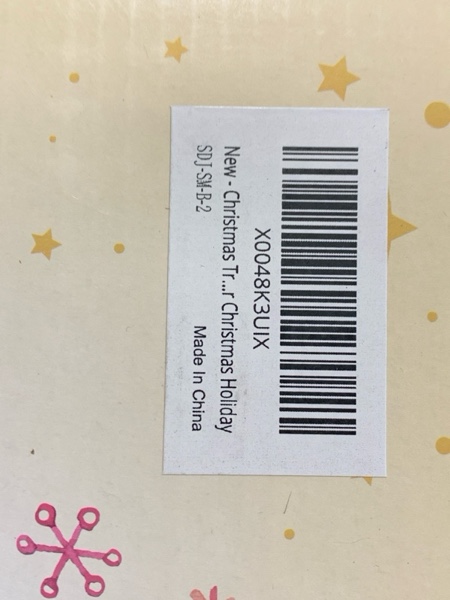 X0048K3UIX
New - Christmas Tr...r Christmas Holiday
SDJ-SM-B-2
Made In China